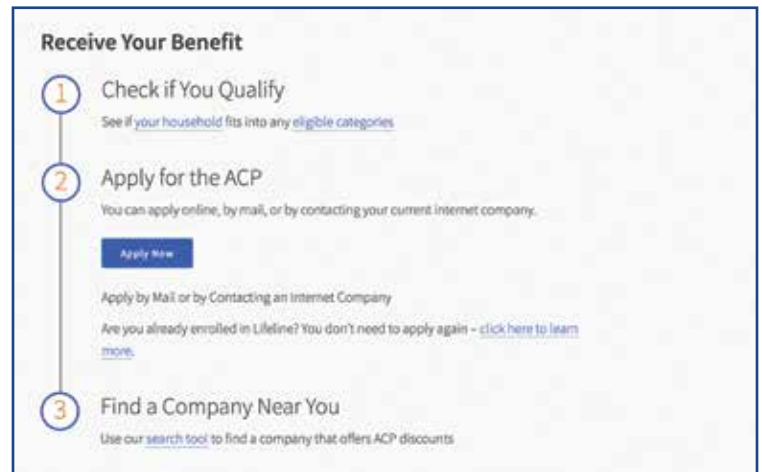 Receive Your Benefit
1
Check if You Qualify
See if your household fits into any eligible categories
2
Apply for the ACP
You can apply online, by mail, or by contacting your current internet company.
Apply Now
Apply by Mail or by Contacting an Internet Company
Are you already enrolled in Lifeline? You don't need to apply again – click here to learn
more.
3
Find a Company Near You
Use our search tool to find a company that offers ACP discounts